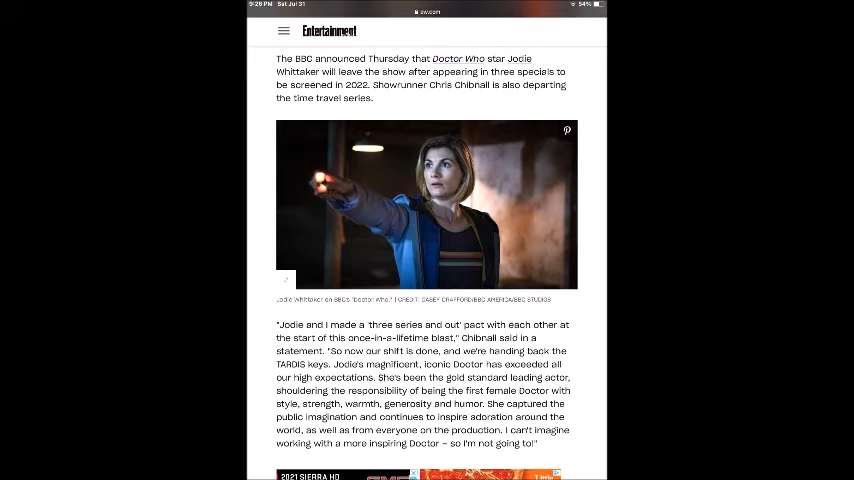 9:26 PM Sat Jul 31
54%
ew.com
Entertainment
The BBC announced Thursday that Doctor Who star Jodie
Whittaker will leave the show after appearing in three specials to
be screened in 2022. Showrunner Chris Chibnall is also departing
the time travel series.
Jodie Whittaker on BBC's "Doctor Who." | CREDIT: CASEY CRAFFORD/BBC AMERICA/BBC STUDIOS
"Jodie and I made a 'three series and out' pact with each other at
the start of this once-in-a-lifetime blast," Chibnall said in a
statement. "So now our shift is done, and we're handing back the
TARDIS keys. Jodie's magnificent, iconic Doctor has exceeded all
our high expectations. She's been the gold standard leading actor,
shouldering the responsibility of being the first female Doctor with
style, strength, warmth, generosity and humor. She captured the
public imagination and continues to inspire adoration around the
world, as well as from everyone on the production. I can't imagine
working with a more inspiring Doctor – so I'm not going to!"
2021 SIERRA HD
Little